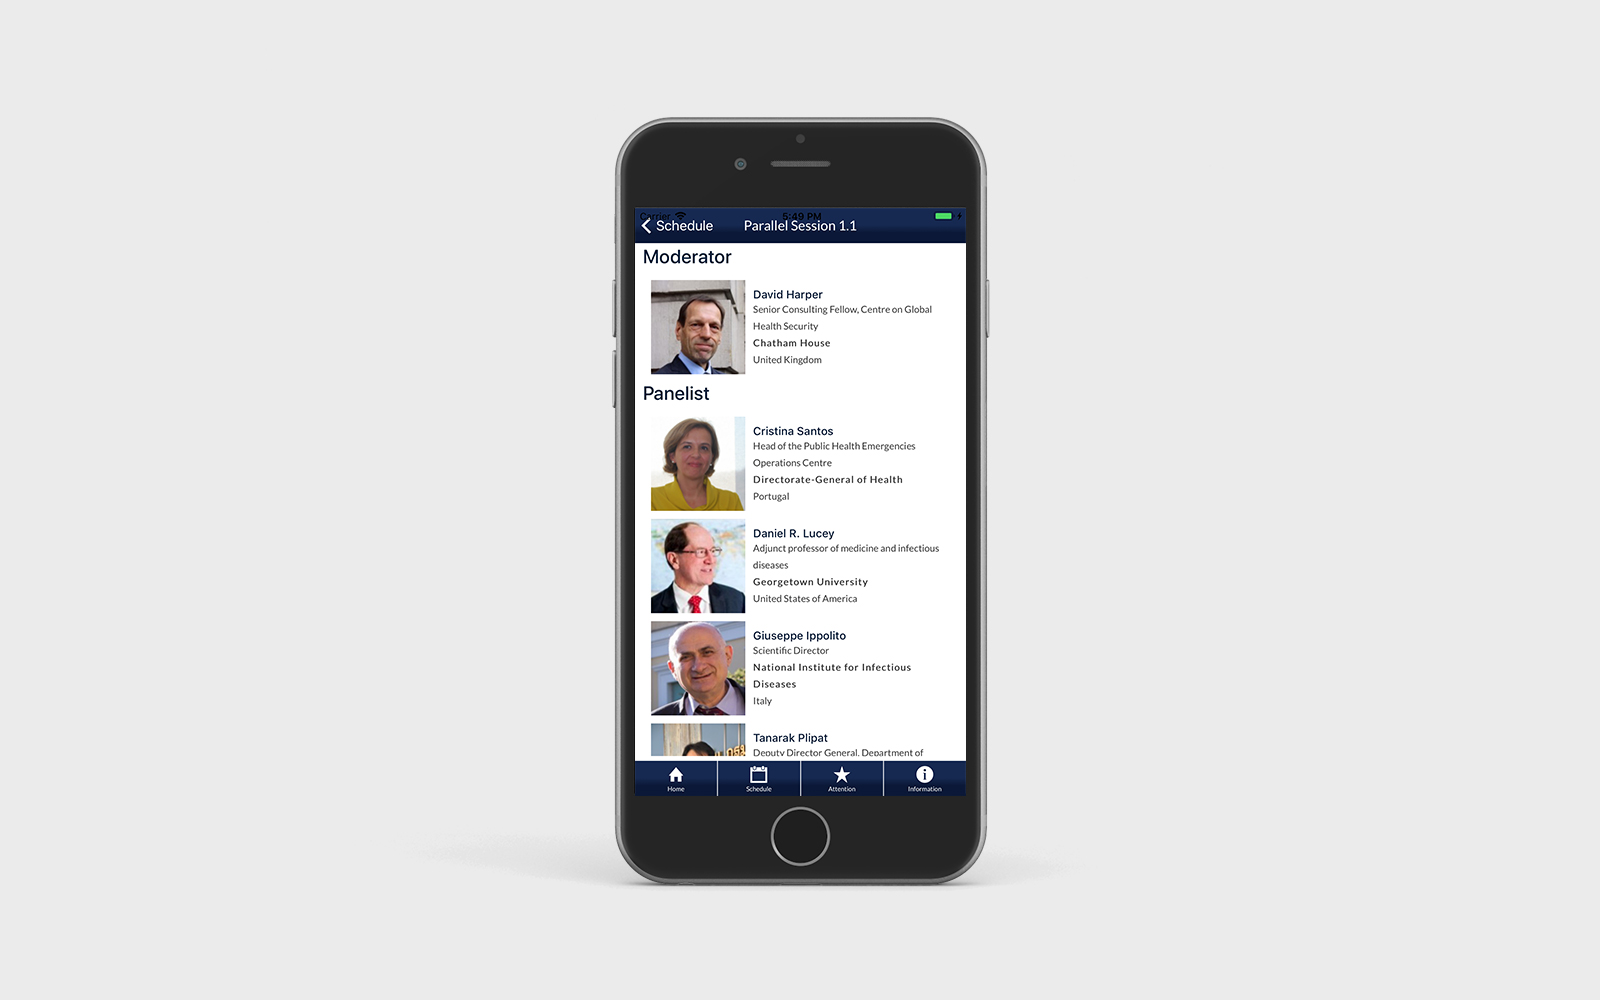 Carrier
5:49 PM
Schedule
Parallel Session 1.1
Moderator
David Harper
Senior Consulting Fellow, Centre on Global
Health Security
Chatham House
United Kingdom
Panelist
Cristina Santos
Head of the Public Health Emergencies
Operations Centre
Directorate-General of Health
Portugal
Daniel R. Lucey
Adjunct professor of medicine and infectious
diseases
Georgetown University
United States of America
Giuseppe Ippolito
Scientific Director
National Institute for Infectious
Diseases
Italy
Tanarak Plipat
Deputy Director General, Department of
Home
Schedule
Attention
Information